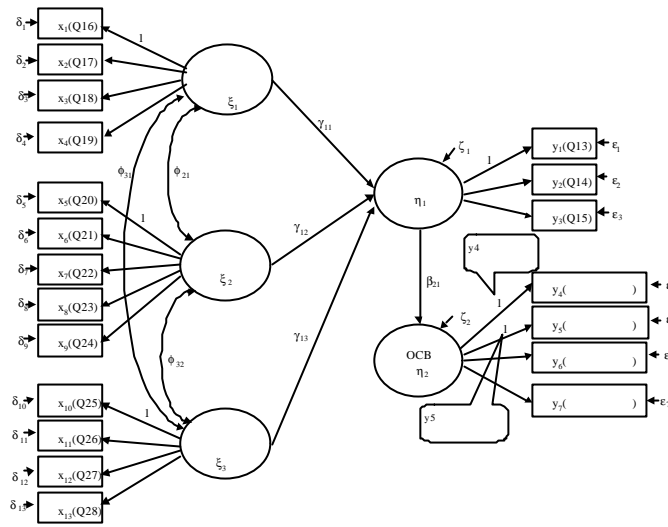 δ1 x1(Q16)
δ2 x2(Q17)
δ3 x3(Q18)
δ4 x4(Q19)
1
ξ1
ϕ31
ϕ21
δ5 x5(Q20)
δ6 x6(Q21)
δ7 x7(Q22)
δ8 x8(Q23)
δ9 x9(Q24)
1
ξ2
ϕ32
δ10 x10(Q25)
δ11 x11(Q26)
δ12 x12(Q27)
δ13 x13(Q28)
1
ξ3
γ11
γ12
γ13
ζ1
η1
1
y1(Q13) ε1
y2(Q14) ε2
y3(Q15) ε3
β21
ζ2
OCB
η2
y4
1
1
y5
y4( ) ε
y5( ) ε
y6( ) ε
y7( ) ε7